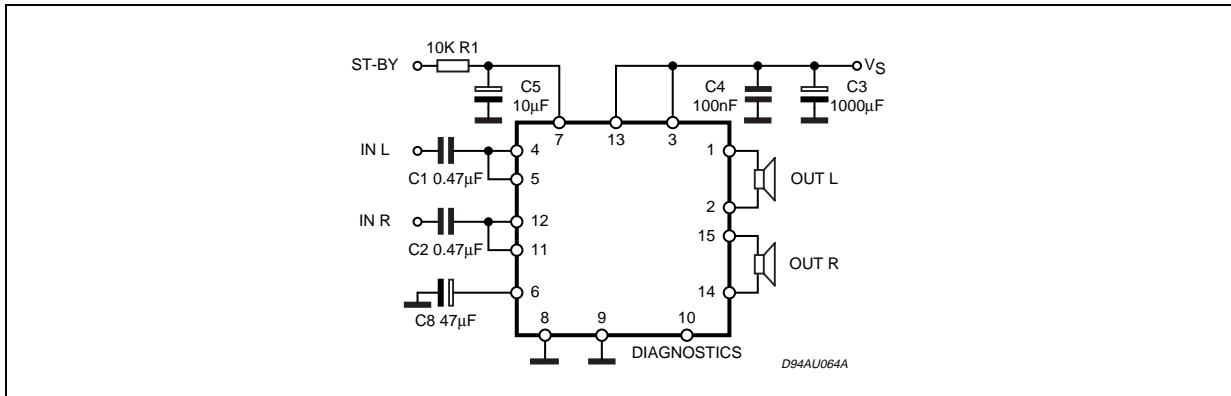 10K R1
ST-BY
VS
C5
10µF
C4
100nF
C3
1000µF
7
13
3
IN L
4
1
C1 0.47µF
5
OUT L
2
IN R
12
15
C2 0.47µF
11
OUT R
6
14
C8 47µF
8
9
10
DIAGNOSTICS
D94AU064A